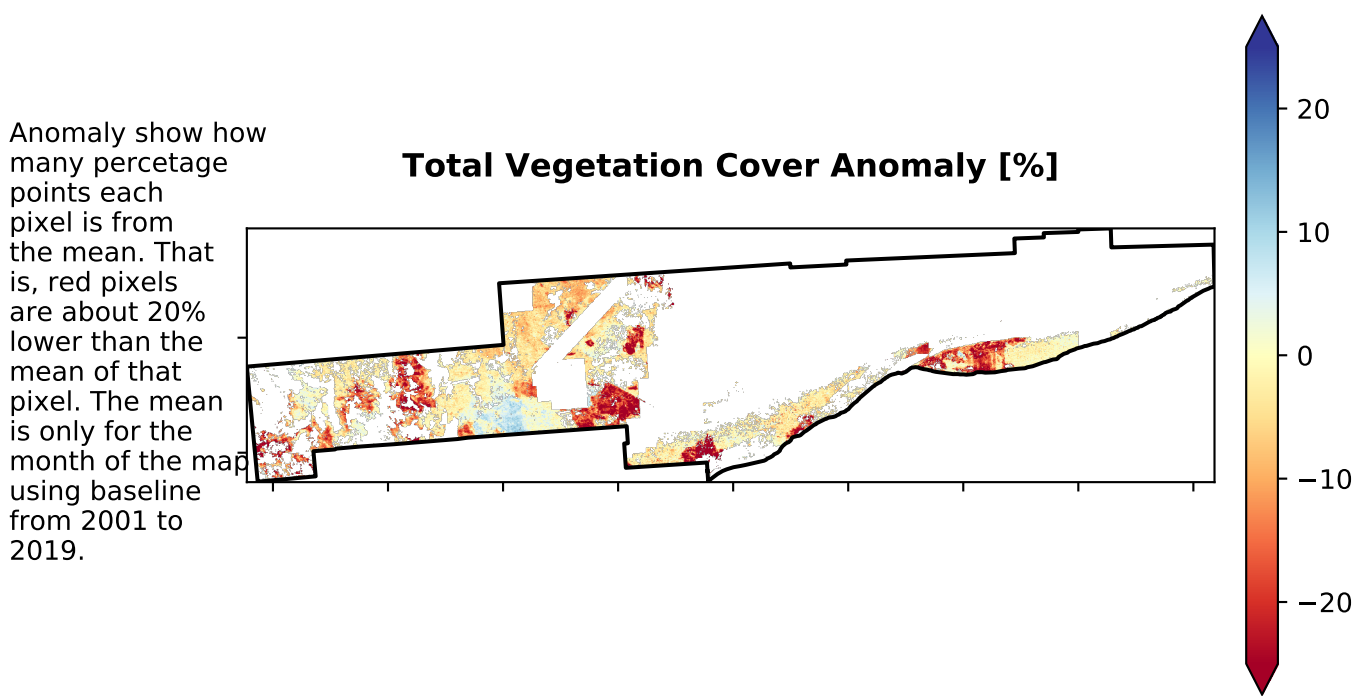 Anomaly show how
many percetage
points each
pixel is from
the mean. That
is, red pixels
are about 20%
lower than the
mean of that
pixel. The mean
is only for the
month of the map
using baseline
from 2001 to
2019.
Total Vegetation Cover Anomaly [%]
20
10
0
−10
−20